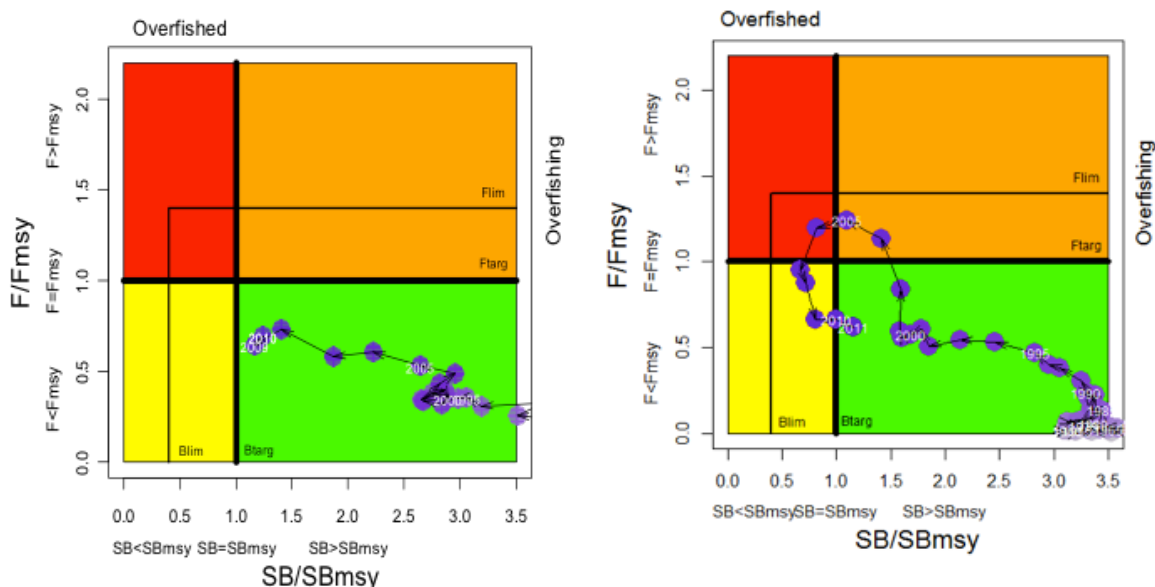 Overfished
Overfishing
F/Fmsy
F<Fmsy F=Fmsy F>Fmsy
0.0 0.5 1.0 1.5 2.0
Flim
Ftarg
Blim
Btarg
2010
2009
2005
2000
0.0 0.5 1.0 1.5 2.0 2.5 3.0 3.5
SB<SBmsy SB=SBmsy SB>SBmsy
SB/SBmsy
Overfished
Overfishing
F/Fmsy
F<Fmsy F=Fmsy F>Fmsy
0.0 0.5 1.0 1.5 2.0
Flim
Ftarg
Blim
Btarg
2005
2010
2011
2000
1995
1990
0.0 0.5 1.0 1.5 2.0 2.5 3.0 3.5
SB<SBmsy SB=SBmsy SB>SBmsy
SB/SBmsy